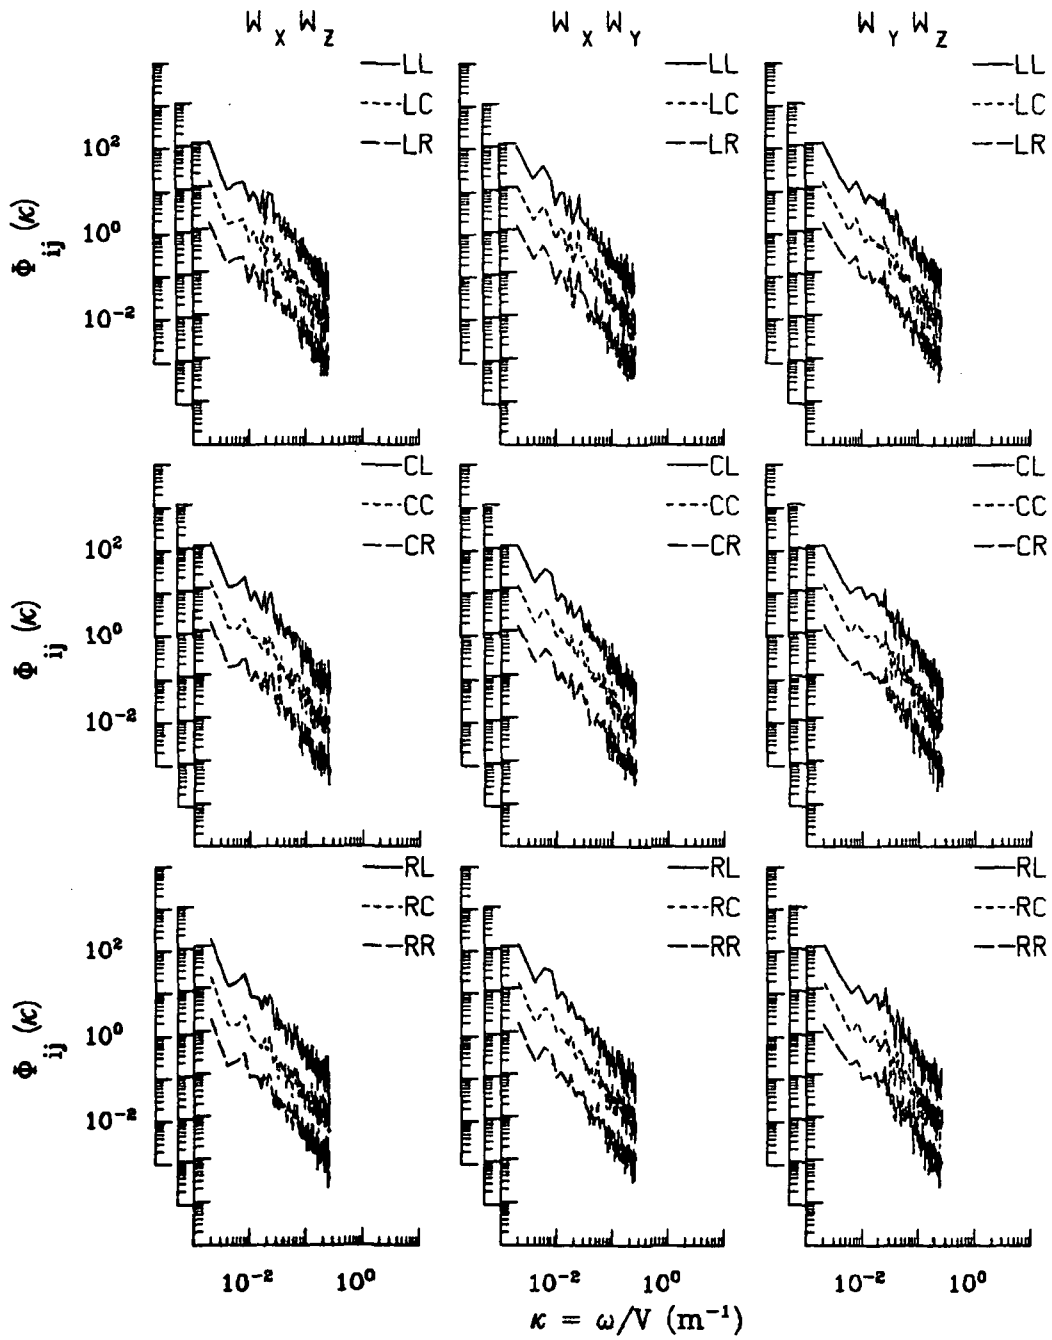 W X W Z
W X W Y
W Y W Z
LL
LL
LL
LC
LC
LC
LR
LR
LR
10² 10⁰ 10⁻²
Φ ij (κ)
CL
CL
CL
CC
CC
CC
CR
CR
CR
10² 10⁰ 10⁻²
Φ ij (κ)
RL
RL
RL
RC
RC
RC
RR
RR
RR
10² 10⁰ 10⁻²
Φ ij (κ)
10⁻² 10⁰
10⁻² 10⁰
10⁻² 10⁰
κ = ω/V (m⁻¹)